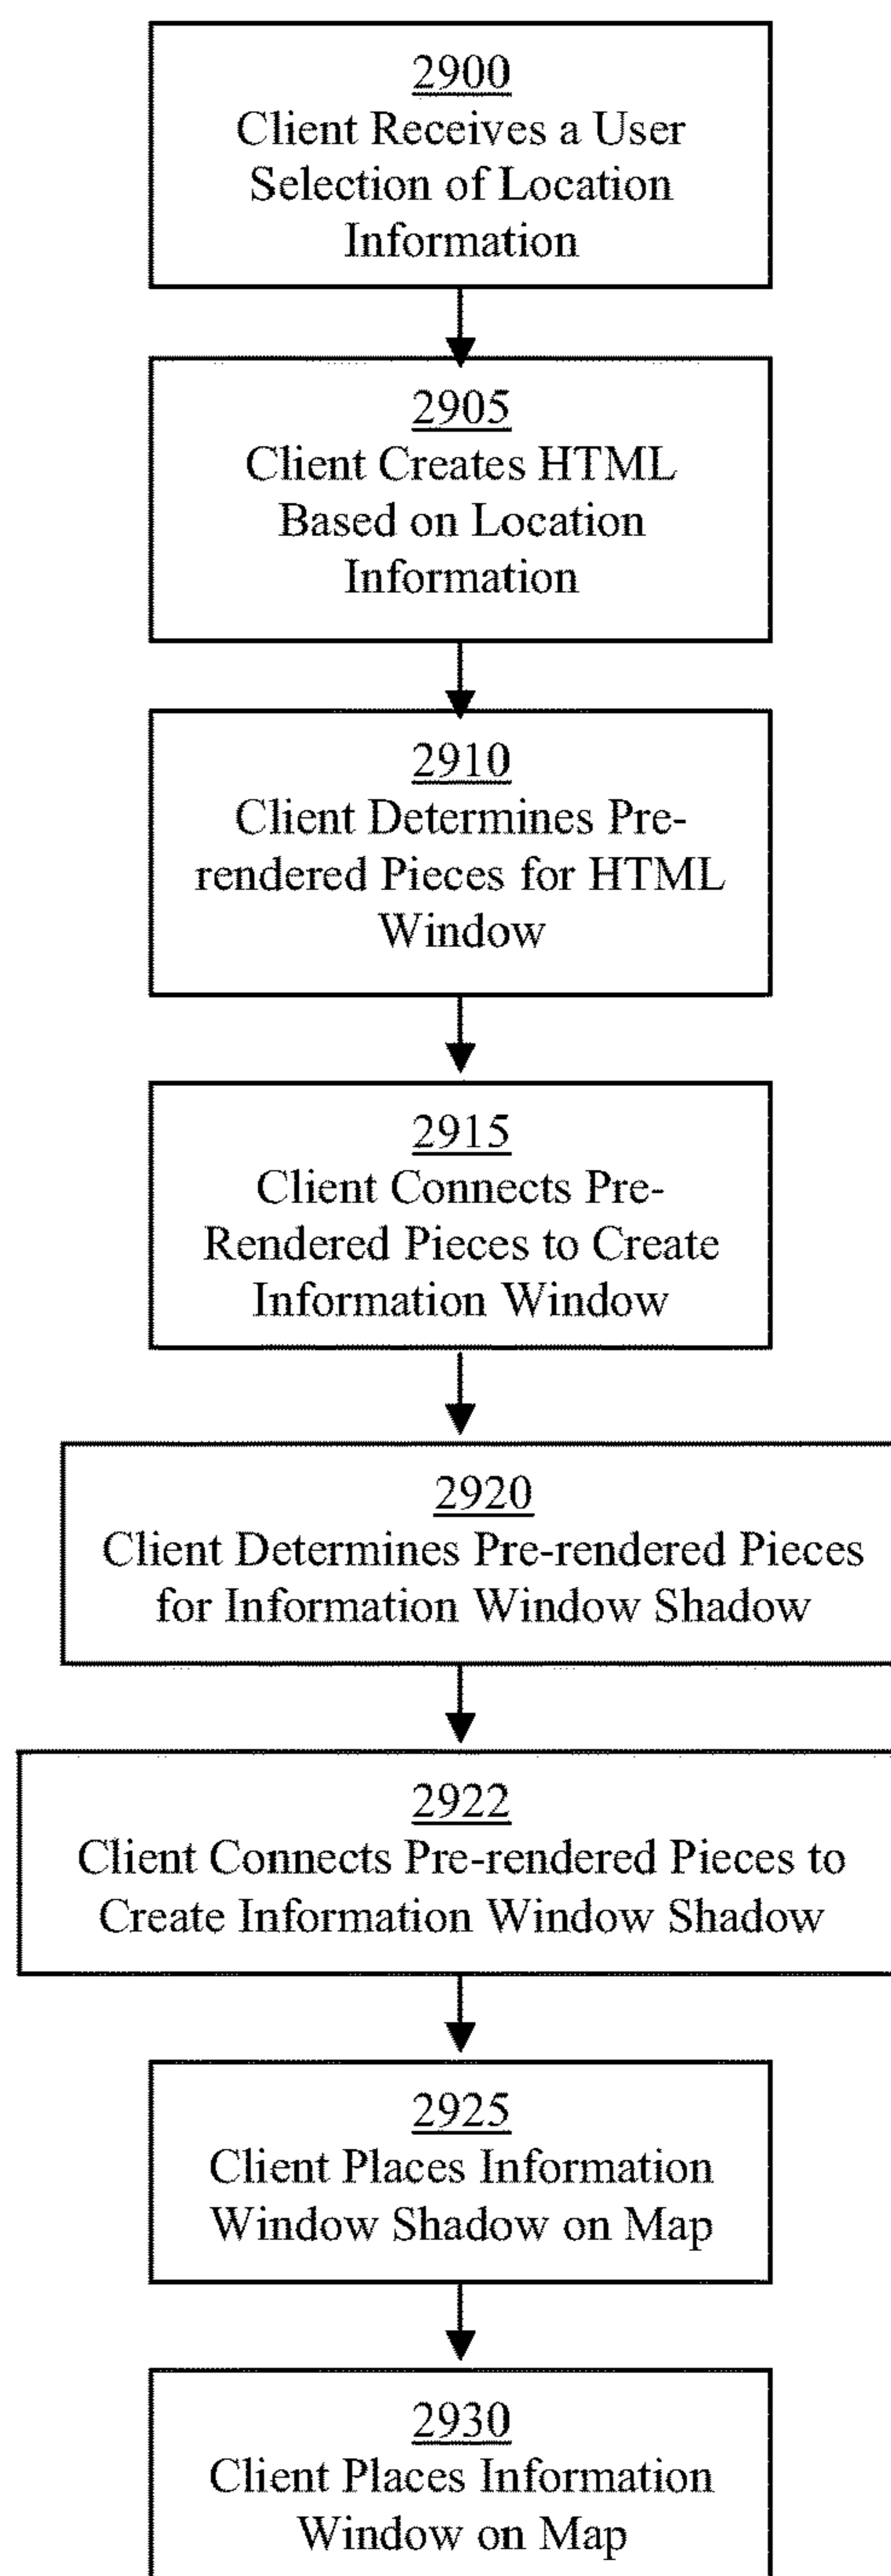 2900
Client Receives a User
Selection of Location
Information
2905
Client Creates HTML
Based on Location
Information
2910
Client Determines Pre-
rendered Pieces for HTML
Window
2915
Client Connects Pre-
Rendered Pieces to Create
Information Window
2920
Client Determines Pre-rendered Pieces
for Information Window Shadow
2922
Client Connects Pre-rendered Pieces to
Create Information Window Shadow
2925
Client Places Information
Window Shadow on Map
2930
Client Places Information
Window on Map